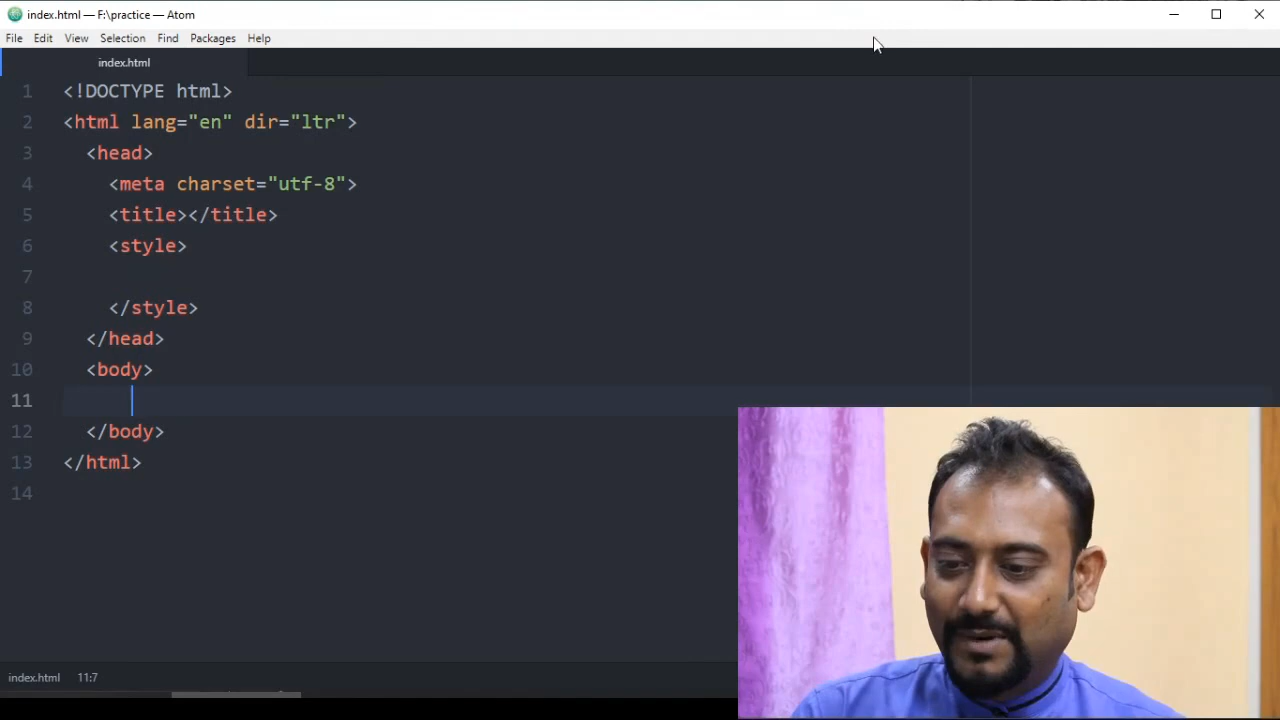 index.html — F:\practice — Atom
File Edit View Selection Find Packages Help
index.html
1 <!DOCTYPE html>
2 <html lang="en" dir="ltr">
3 <head>
4 <meta charset="utf-8">
5 <title></title>
6 <style>
7
8 </style>
9 </head>
10 <body>
11
12 </body>
13 </html>
14
index.html 11:7